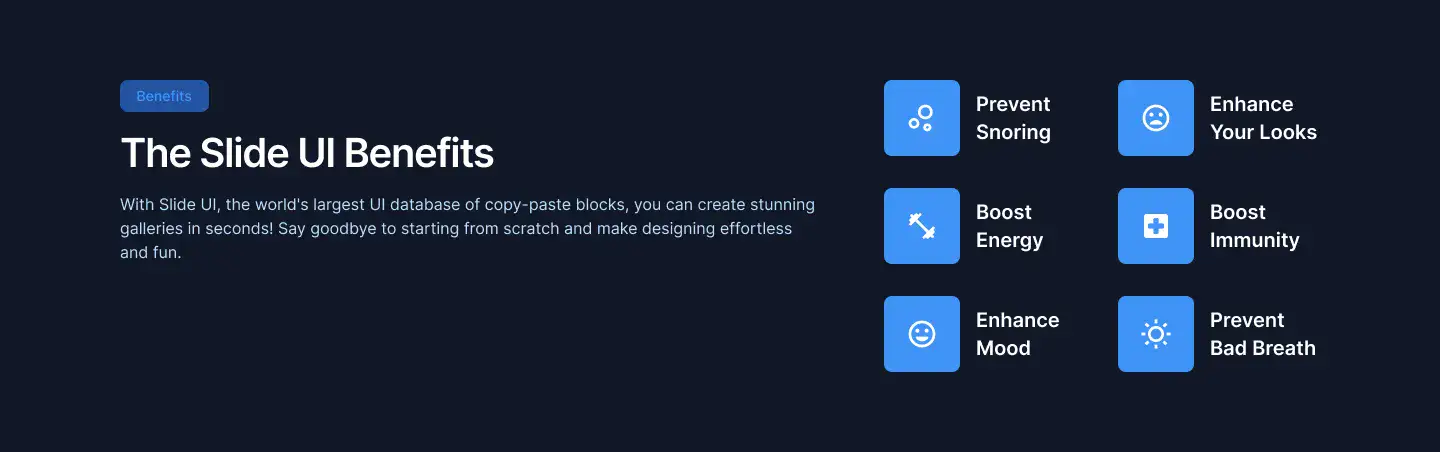 Benefits
The Slide UI Benefits
With Slide UI, the world's largest UI database of copy-paste blocks, you can create stunning
galleries in seconds! Say goodbye to starting from scratch and make designing effortless
and fun.
Prevent
Snoring
Enhance
Your Looks
Boost
Energy
Boost
Immunity
Enhance
Mood
Prevent
Bad Breath